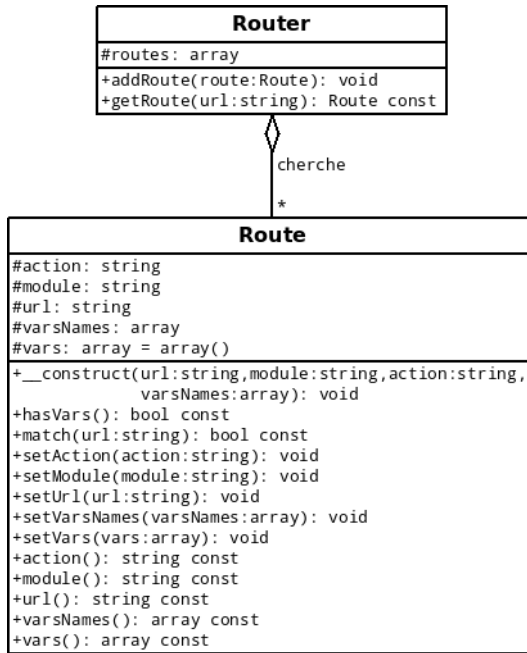 Router
#routes: array
+addRoute(route:Route): void
+getRoute(url:string): Route const
cherche
*
Route
#action: string
#module: string
#url: string
#varsNames: array
#vars: array = array()
+__construct(url:string,module:string,action:string,
varsNames:array): void
+hasVars(): bool const
+match(url:string): bool const
+setAction(action:string): void
+setModule(module:string): void
+setUrl(url:string): void
+setVarsNames(varsNames:array): void
+setVars(vars:array): void
+action(): string const
+module(): string const
+url(): string const
+varsNames(): array const
+vars(): array const